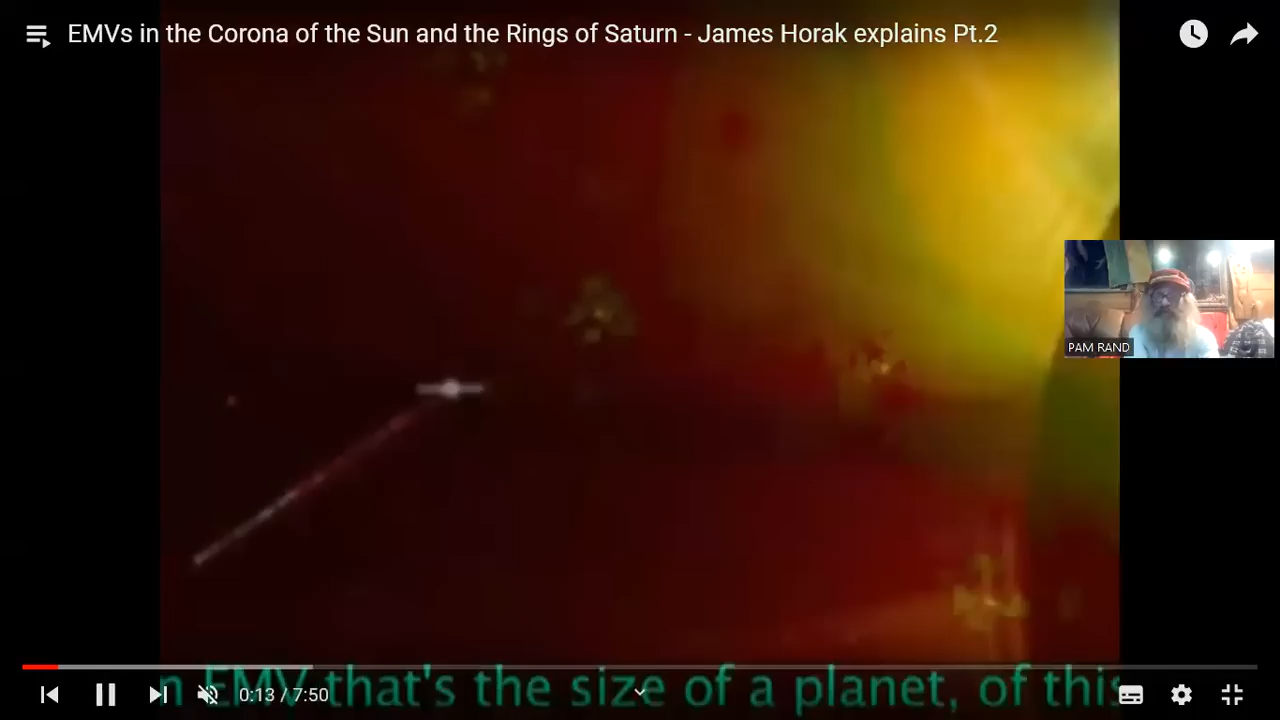 EMVs in the Corona of the Sun and the Rings of Saturn - James Horak explains Pt.2
PAM RAND
n EMV that's the size of a planet, of this
0:13 / 7:50